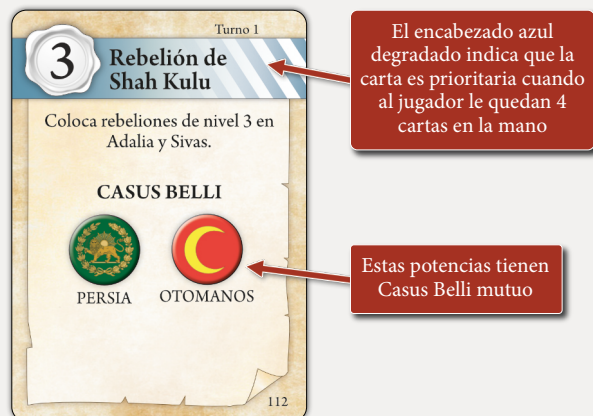 Turno 1
3
Rebelión de
Shah Kulu
Coloca rebeliones de nivel 3 en
Adalia y Sivas.
CASUS BELLI
PERSIA
OTOMANOS
112
El encabezado azul
degradado indica que la
carta es prioritaria cuando
al jugador le quedan 4
cartas en la mano
Estas potencias tienen
Casus Belli mutuo